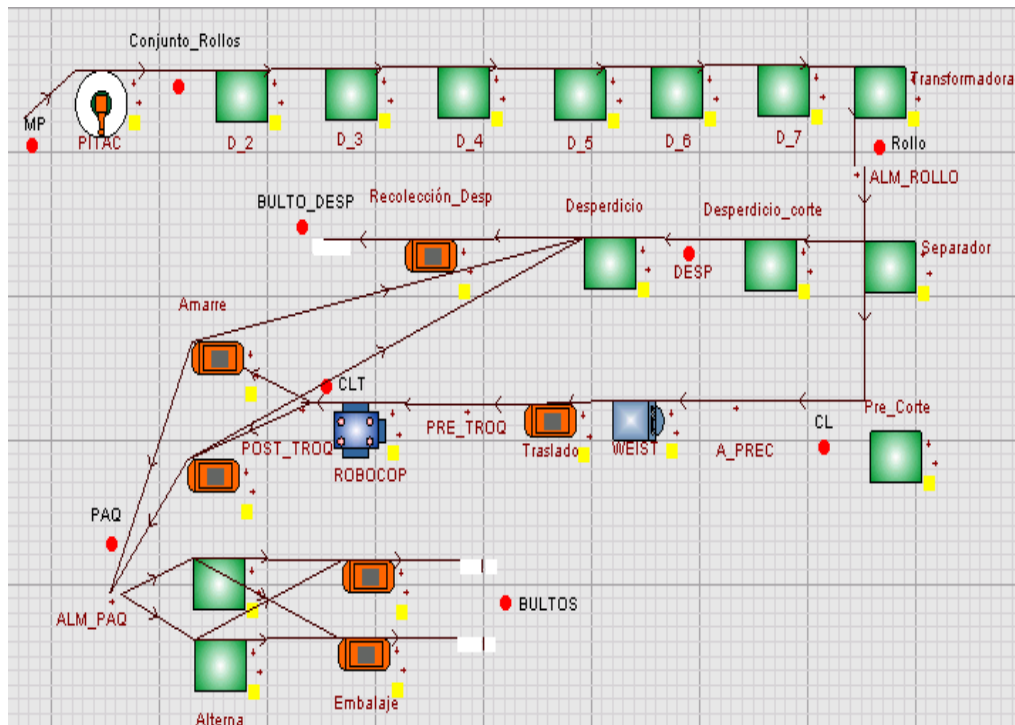 Conjunto_Rollos
MP
PITAC
D_2
D_3
D_4
D_5
D_6
D_7
Transformadora
Rollo
ALM_ROLLO
BULTO_DESP
Recolección_Desp
Desperdicio
Desperdicio_corte
Separador
DESP
Amarre
CLT
Pre_Corte
CL
POST_TROQ
PRE_TROQ
Traslado
WEIST
A_PREC
ROBOCOP
PAQ
ALM_PAQ
BULTOS
Embalaje
Alterna